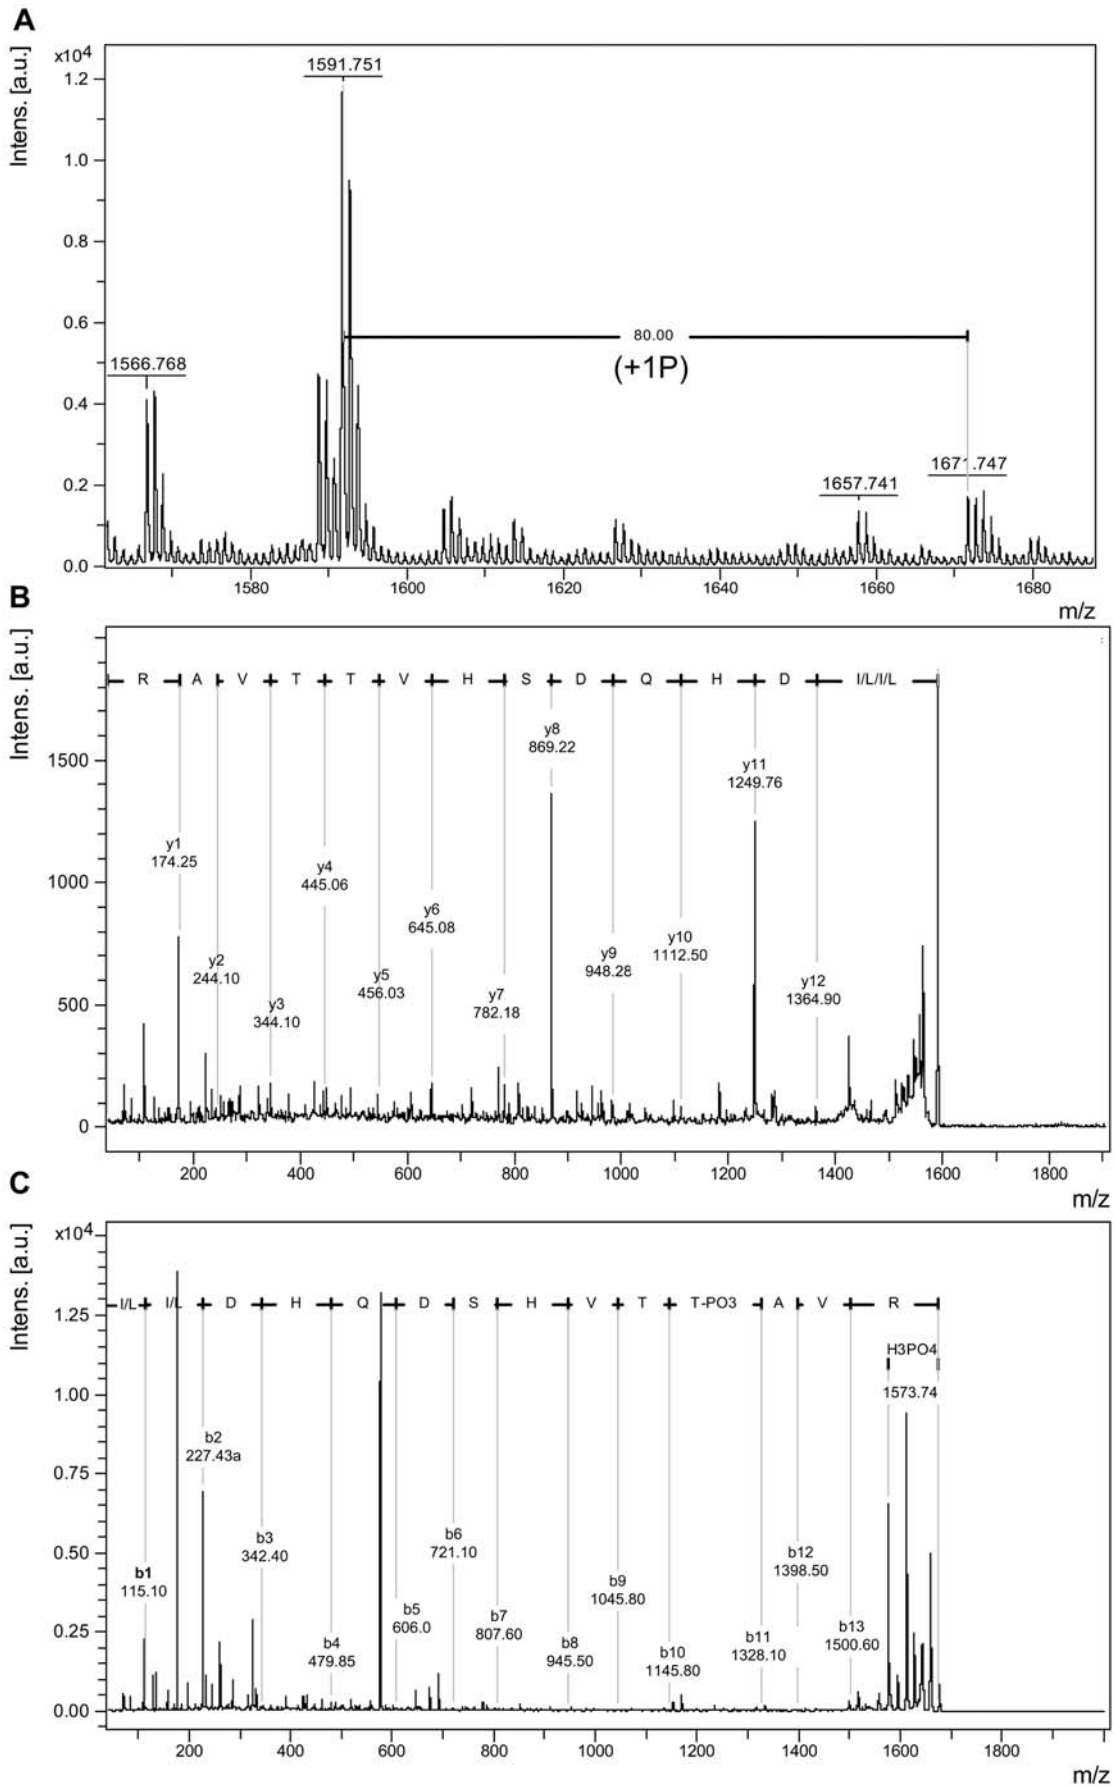 A
Intens. [a.u.]
x10⁴
1591.751
1.2
1.0
0.8
0.6
80.00
(+1P)
1566.768
0.4
0.2
1657.741
1671.747
0.0
1580
1600
1620
1640
1660
1680
m/z
B
Intens. [a.u.]
R A V T T V H S D Q H D I/L/I/L
1500
y8
869.22
y11
1249.76
y1
174.25
1000
y4
445.06
y6
645.08
y2
244.10
y10
1112.50
y9
948.28
y5
456.03
y3
344.10
y7
782.18
y12
1364.90
500
0
200
400
600
800
1000
1200
1400
1600
1800
m/z
C
Intens. [a.u.]
x10⁴
I/L I/L D H Q D S H V T T-PO3 A V R
1.25
H3PO4
1573.74
1.00
b2
227.43a
0.75
0.50
b3
342.40
b6
721.10
b12
1398.50
b1
115.10
b9
1045.80
b5
606.0
b7
807.60
b13
1500.60
0.25
b4
479.85
b8
945.50
b10
1145.80
b11
1328.10
0.00
200
400
600
800
1000
1200
1400
1600
1800
m/z